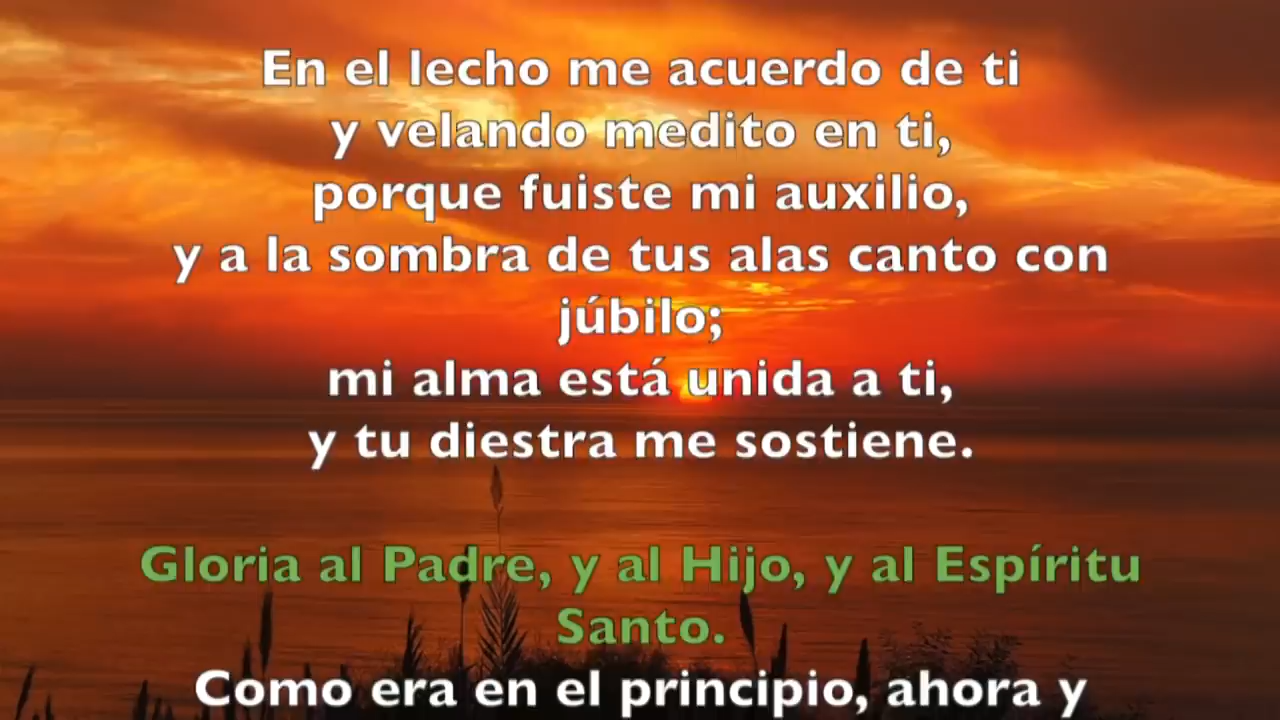 En el lecho me acuerdo de ti
y velando medito en ti,
porque fuiste mi auxilio,
y a la sombra de tus alas canto con
júbilo;
mi alma está unida a ti,
y tu diestra me sostiene.
Gloria al Padre, y al Hijo, y al Espíritu
Santo.
Como era en el principio, ahora y